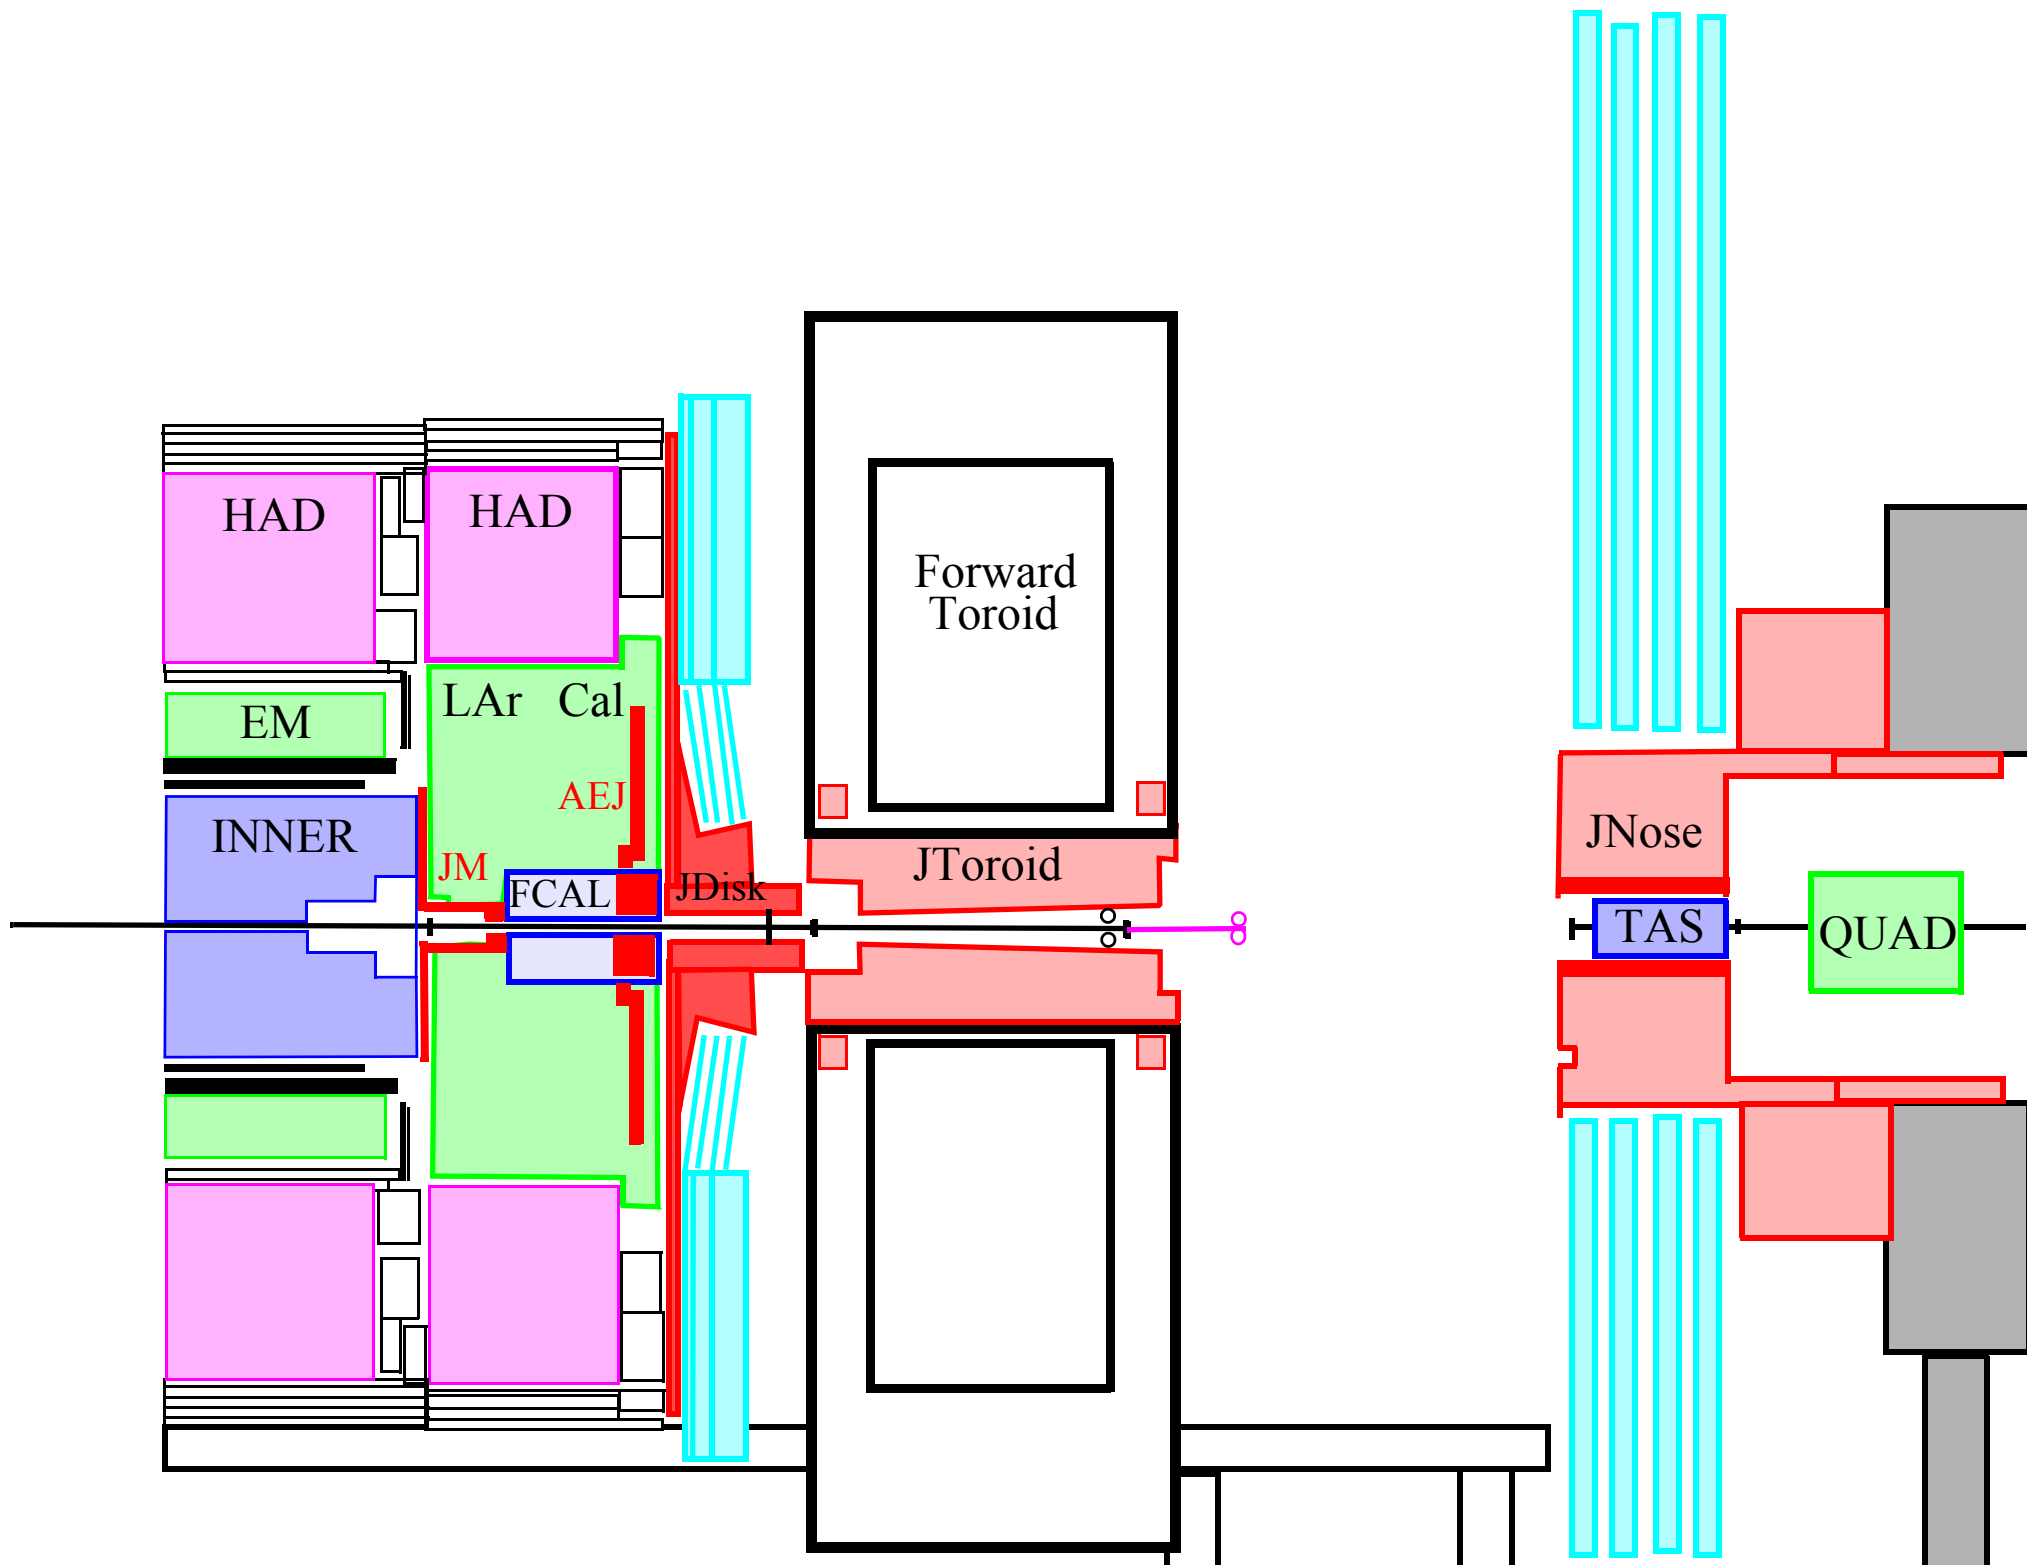 HAD
HAD
Forward
Toroid
LAr Cal
EM
AEJ
INNER
JM
JNose
JToroid
FCAL
JDisk
TAS
QUAD